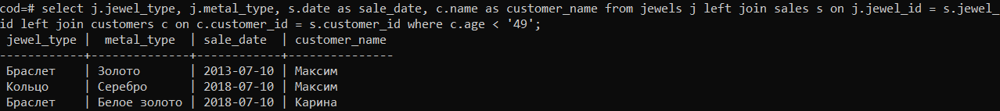 cod=# select j.jewel_type, j.metal_type, s.date as sale_date, c.name as customer_name from jewels j left join sales s on j.jewel_id = s.jewel_
id left join customers c on c.customer_id = s.customer_id where c.age < '49';
 jewel_type |  metal_type  | sale_date  | customer_name
------------+--------------+------------+---------------
 Браслет    | Золото       | 2013-07-10 | Максим
 Кольцо     | Серебро      | 2018-07-10 | Максим
 Браслет    | Белое золото | 2018-07-10 | Карина